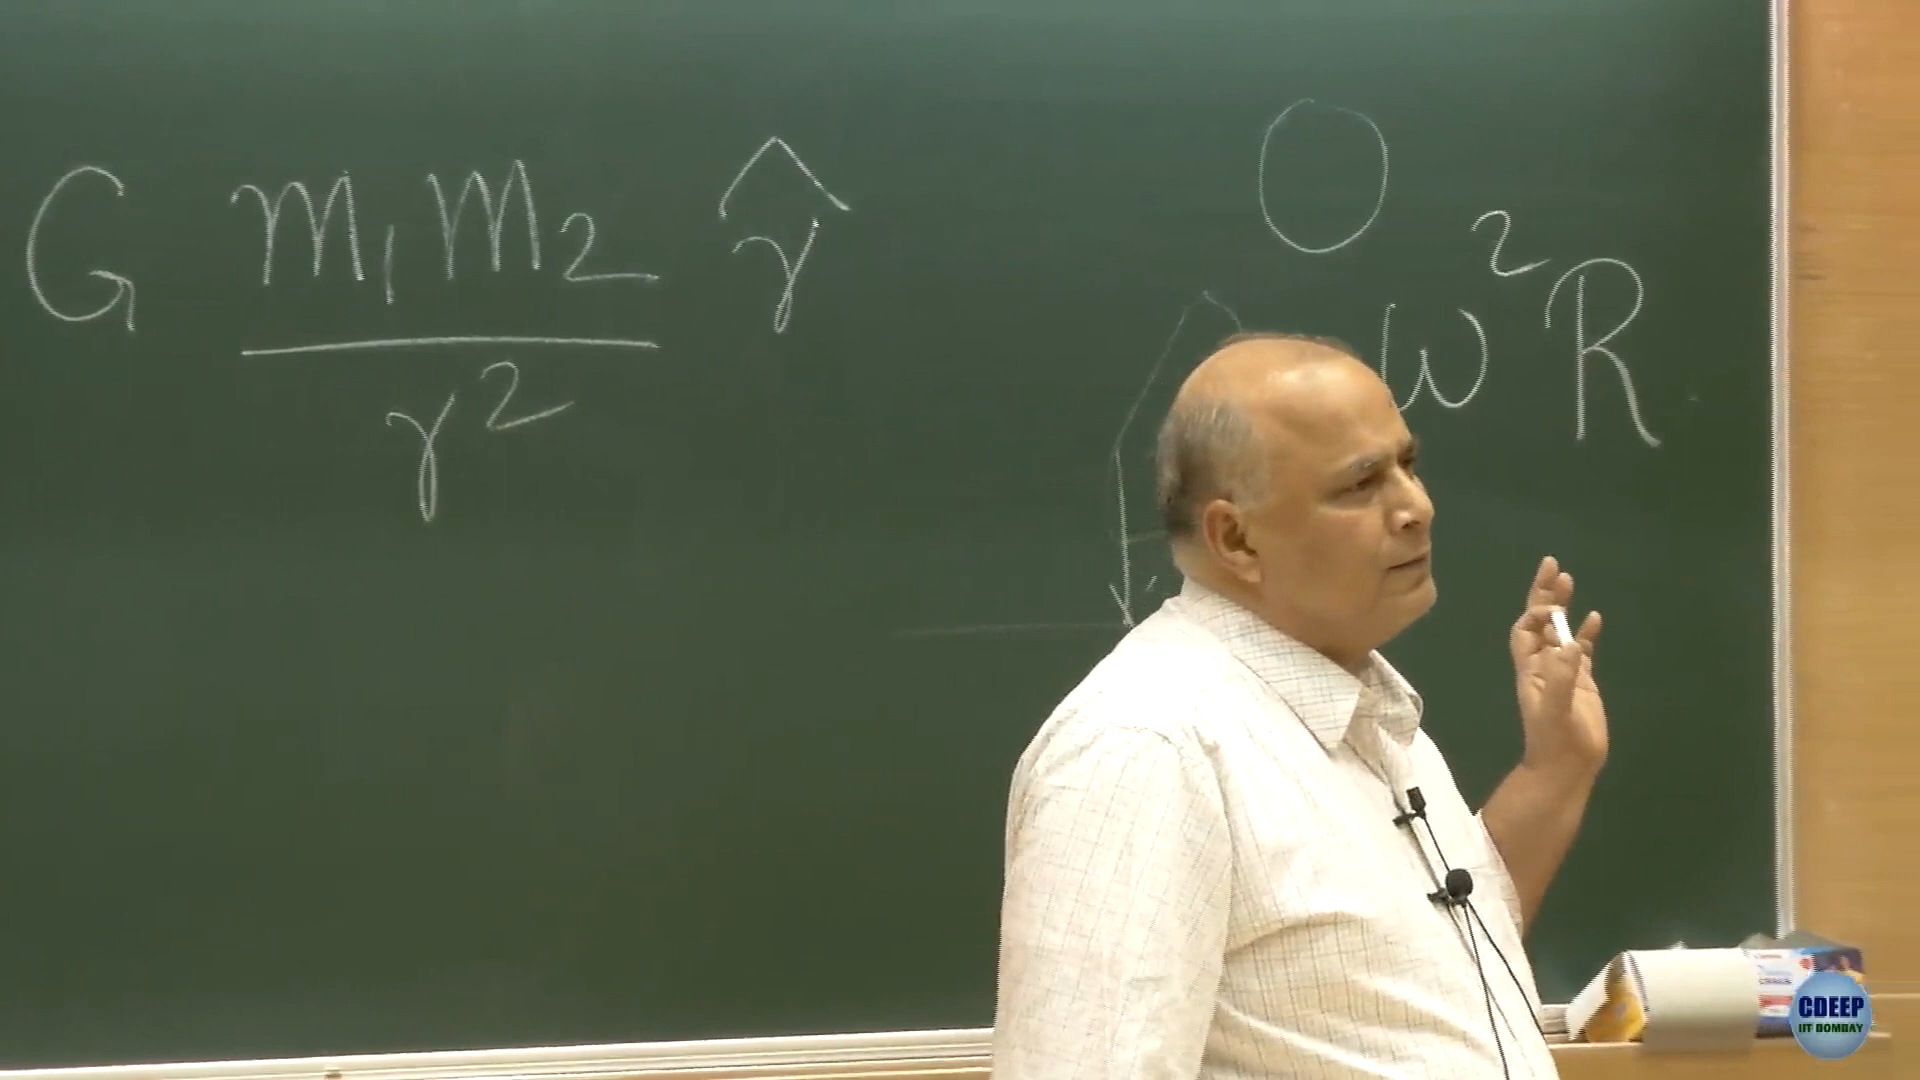 G m₁m₂ r̂
r²
ω²R
CDEEP
IIT BOMBAY